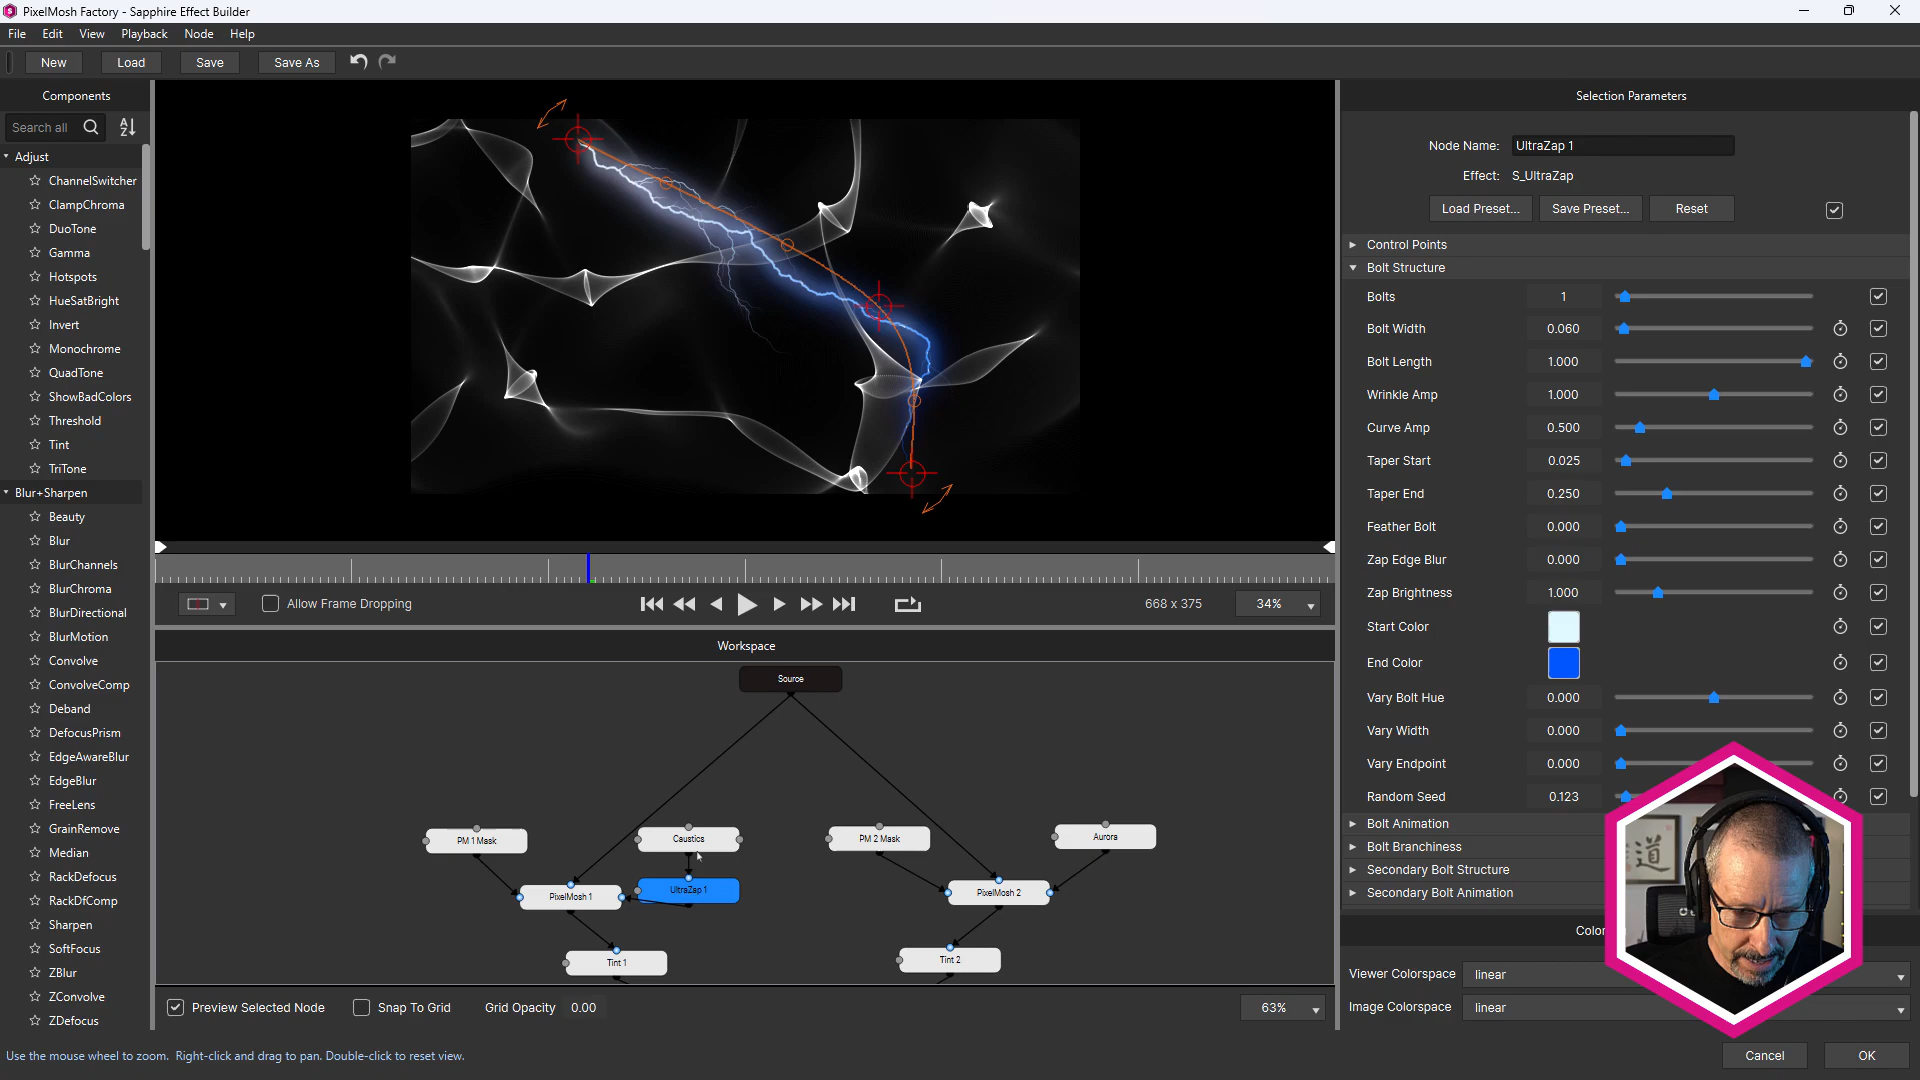 PixelMosh Factory - Sapphire Effect Builder
File Edit View Playback Node Help
New Load Save Save As
Components
Search all
Adjust
ChannelSwitcher
ClampChroma
DuoTone
Gamma
Hotspots
HueSatBright
Invert
Monochrome
QuadTone
ShowBadColors
Threshold
Tint
TriTone
Blur+Sharpen
Beauty
Blur
BlurChannels
BlurChroma
BlurDirectional
BlurMotion
Convolve
ConvolveComp
Deband
DefocusPrism
EdgeAwareBlur
EdgeBlur
FreeLens
GrainRemove
Median
RackDefocus
RackDfComp
Sharpen
SoftFocus
ZBlur
ZConvolve
ZDefocus
Allow Frame Dropping
668 x 375
34%
Workspace
Source
PM 1 Mask
Caustics
PM 2 Mask
Aurora
PixelMosh 1
UltraZap 1
PixelMosh 2
Tint 1
Tint 2
Preview Selected Node
Snap To Grid
Grid Opacity 0.00
63%
Selection Parameters
Node Name: UltraZap 1
Effect: S_UltraZap
Load Preset... Save Preset... Reset
Control Points
Bolt Structure
Bolts 1
Bolt Width 0.060
Bolt Length 1.000
Wrinkle Amp 1.000
Curve Amp 0.500
Taper Start 0.025
Taper End 0.250
Feather Bolt 0.000
Zap Edge Blur 0.000
Zap Brightness 1.000
Start Color
End Color
Vary Bolt Hue 0.000
Vary Width 0.000
Vary Endpoint 0.000
Random Seed 0.123
Bolt Animation
Bolt Branchiness
Secondary Bolt Structure
Secondary Bolt Animation
Viewer Colorspace linear
Image Colorspace linear
Use the mouse wheel to zoom. Right-click and drag to pan. Double-click to reset view.
Cancel OK